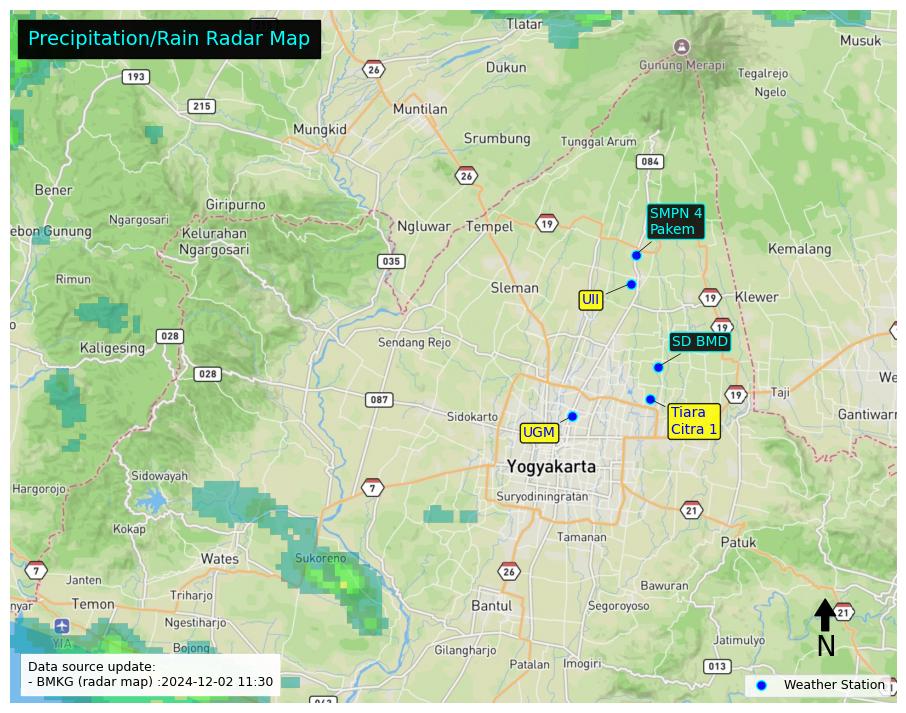 Precipitation/Rain Radar Map
Tlatar
Musuk
26
Gunung Merapi
Dukun
193
Tegalrejo
Ngelo
215
Muntilan
Mungkid
Srumbung
Tunggal Arum
084
26
Bener
Giripurno
SMPN 4
Pakem
Ngargosari
Ngluwar
Tempel
19
ebon Gunung
Kelurahan
Ngargosari
Kemalang
035
Rimun
Sleman
UII
19
Klewer
19
028
Sendang Rejo
SD BMD
Kaligesing
028
We
087
19
Taji
Sidokarto
Tiara
Citra 1
Gantiwarn
UGM
Yogyakarta
Sidowayah
Hargorojo
7
Suryodiningratan
21
Kokap
Tamanan
Patuk
Wates
Sukoreno
7
26
Janten
Bawuran
Triharjo
nyar
Temon
Bantul
Segoroyoso
21
Ngestiharjo
YIA
Jatimulyo
N
Bojong
Gilangharjo
Patalan
Imogiri
013
Data source update:
- BMKG (radar map) :2024-12-02 11:30
Weather Station